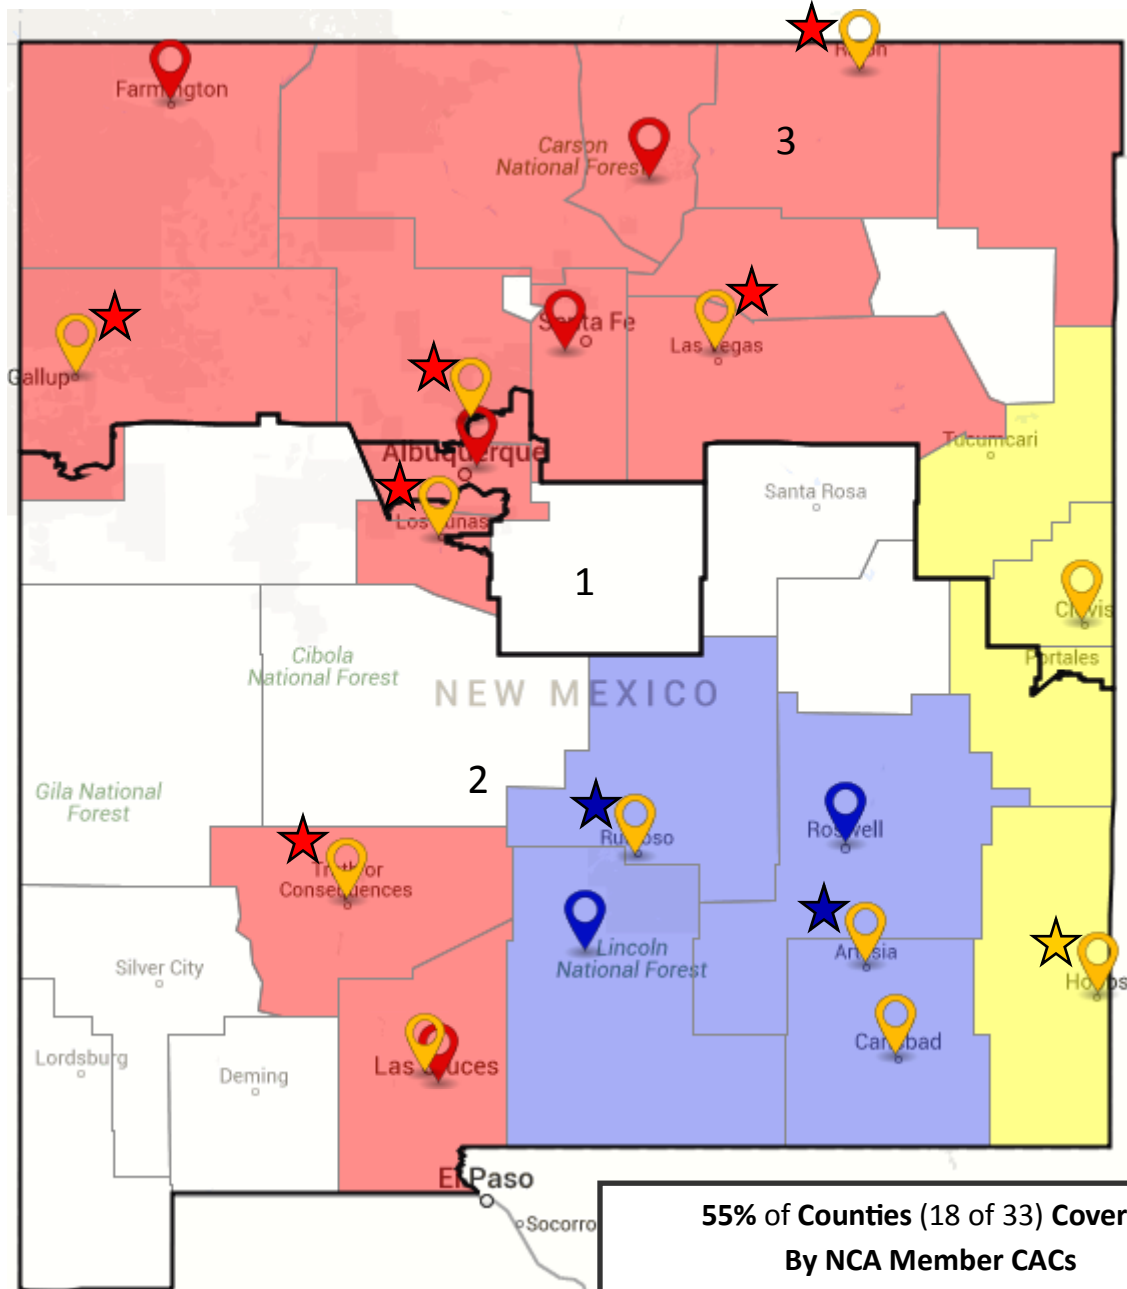 Raton
Farmington
3
Carson
National Forest
Santa Fe
Las Vegas
Gallup
Tucumcari
Albuquerque
Santa Rosa
Los Lunas
1
Clovis
Cibola
National Forest
Portales
NEW MEXICO
2
Gila National
Forest
Ruidoso
Roswell
Truth or
Consequences
Lincoln
National Forest
Artesia
Silver City
Hobbs
Carlsbad
Lordsburg
Deming
Las Cruces
El Paso
Socorro
55% of Counties (18 of 33) Cover
By NCA Member CACs